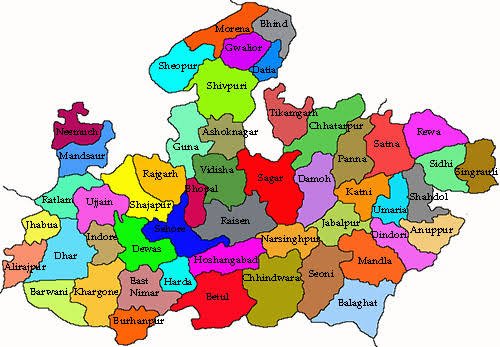 Morena
Bhind
Gwalior
Sheopur
Datia
Shivpuri
Tikamgarh
Chhatarpur
Rewa
Neemuch
Ashoknagar
Satna
Guna
Panna
Mandsaur
Sidhi
Singrauli
Rajgarh
Vidisha
Sagar
Damoh
Bhopal
Katni
Shahdol
Ratlam
Ujjain
Shajapur
Umaria
Jhabua
Sehore
Raisen
Jabalpur
Anuppur
Indore
Dewas
Narsinghpur
Dindori
Dhar
Hoshangabad
Mandla
Alirajpur
Seoni
Chhindwara
Barwani
Khargone
East
Nimar
Harda
Betul
Balaghat
Burhanpur